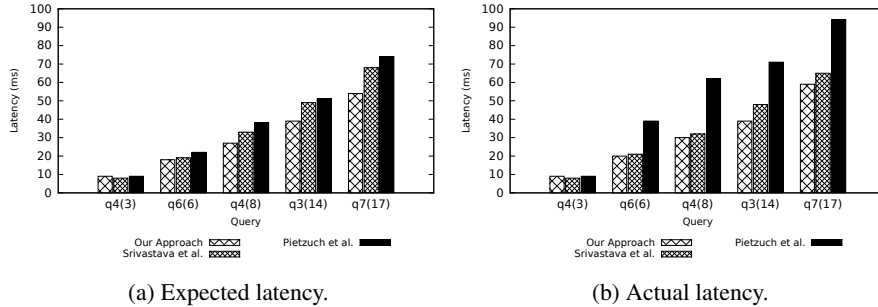 100
90
80
70
60
50
40
30
20
10
0
Latency (ms)
q4(3) q6(6) q4(8) q3(14) q7(17)
Query
Our Approach Pietzuch et al.
Srivastava et al.
(a) Expected latency.
100
90
80
70
60
50
40
30
20
10
0
Latency (ms)
q4(3) q6(6) q4(8) q3(14) q7(17)
Query
Our Approach Pietzuch et al.
Srivastava et al.
(b) Actual latency.